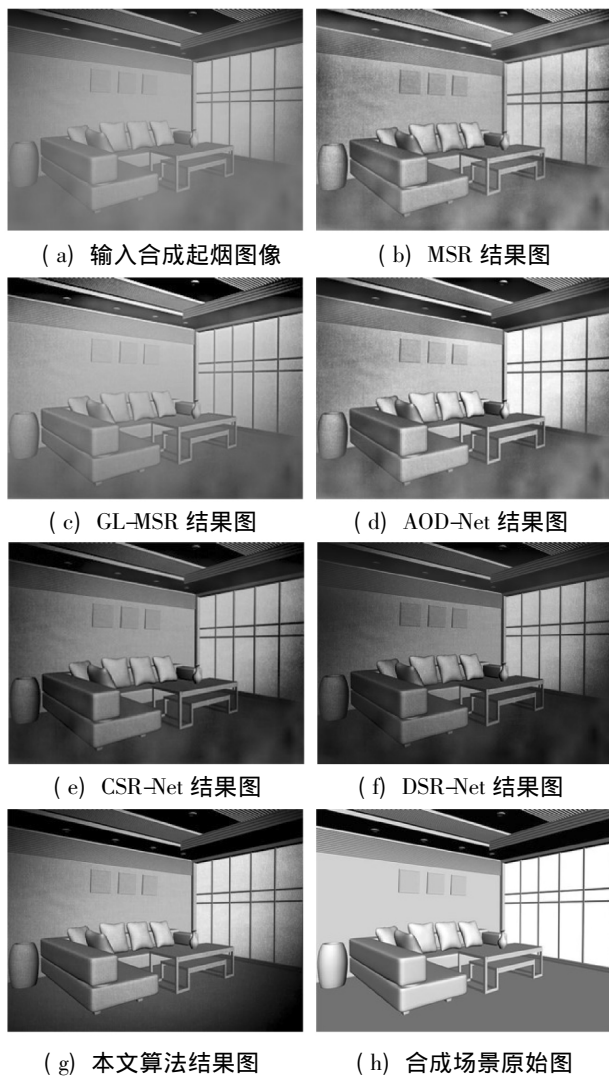 ( a) 输入合成起烟图像
( b) MSR 结果图
( c) GL-MSR 结果图
( d) AOD-Net 结果图
( e) CSR-Net 结果图
( f) DSR-Net 结果图
( g) 本文算法结果图
( h) 合成场景原始图